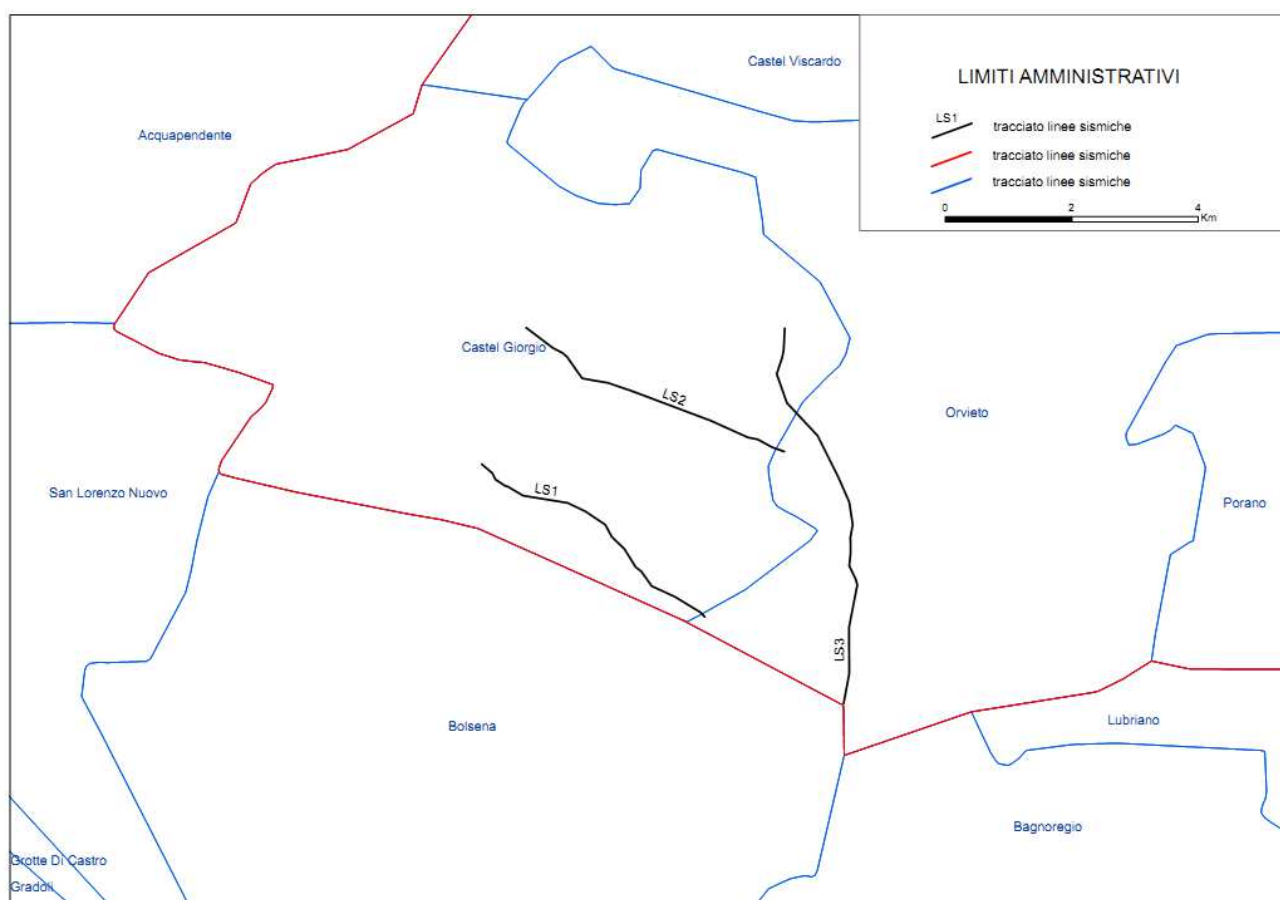 Castel Viscardo
LIMITI AMMINISTRATIVI
LS1
tracciato linee sismiche
tracciato linee sismiche
tracciato linee sismiche
0 2 4
Km
Acquapendente
Castel Giorgio
LS2
Orvieto
San Lorenzo Nuovo
LS1
Porano
LS3
Bolsena
Lubriano
Bagnoregio
Grotte Di Castro
Gradoli